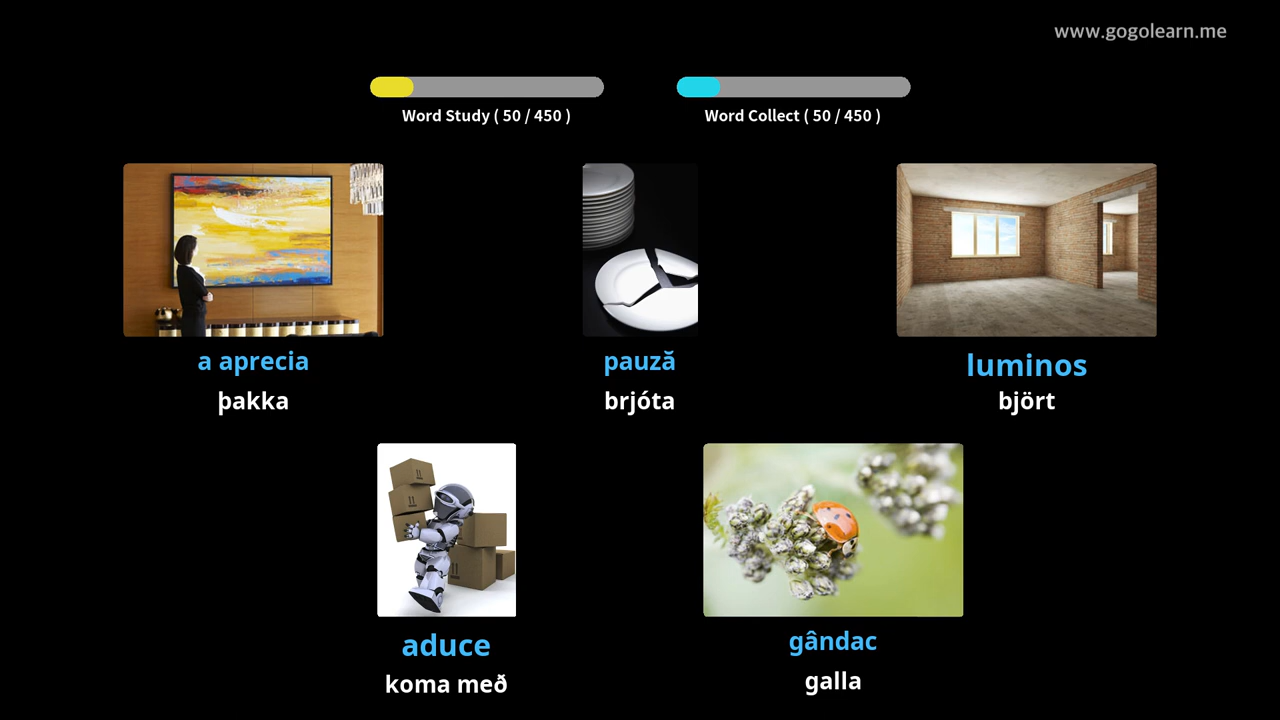 www.gogolearn.me
Word Study ( 50 / 450 )
Word Collect ( 50 / 450 )
a aprecia
þakka
pauză
brjóta
luminos
björt
aduce
koma með
gândac
galla